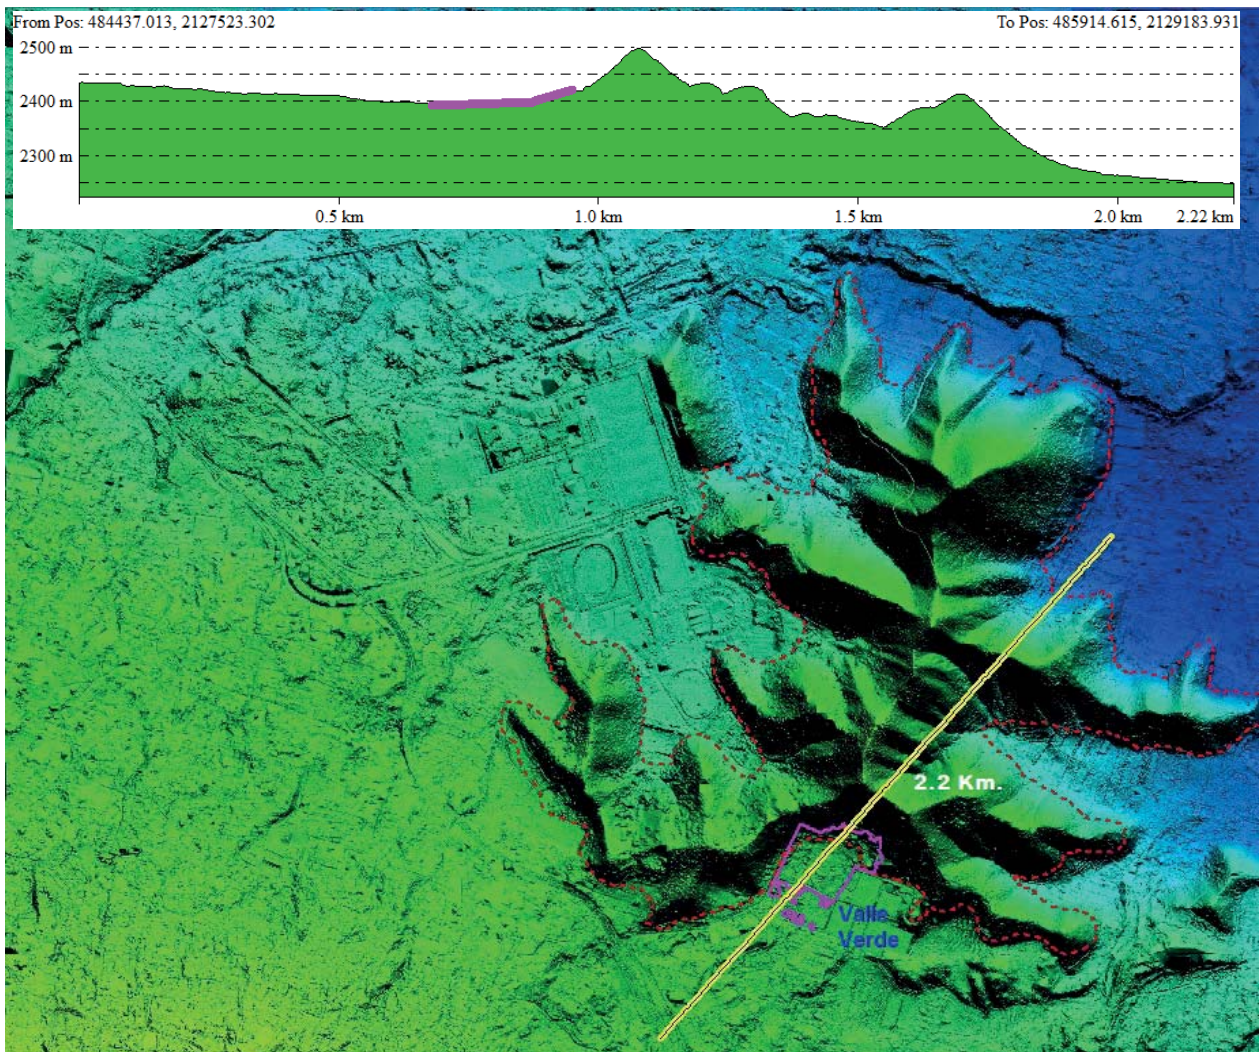 From Pos: 484437.013, 2127523.302 To Pos: 485914.615, 2129183.931
2500 m
2400 m
2300 m
0.5 km 1.0 km 1.5 km 2.0 km 2.22 km
2.2 Km.
Valle
Verde